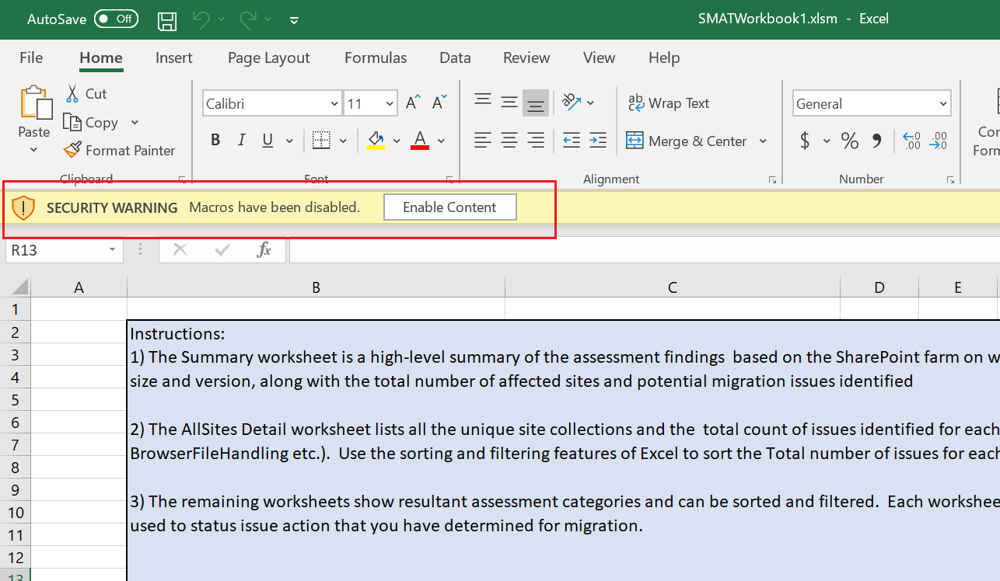 AutoSave Off SMATWorkbook1.xlsm - Excel
File Home Insert Page Layout Formulas Data Review View Help
Cut
Copy
Format Painter
Paste
Clipboard
Calibri 11
B I U A
Font
ab Wrap Text
Merge & Center
Alignment
General
$ % ,
←0 .00
.00 →0
Number
SECURITY WARNING Macros have been disabled. Enable Content
R13 fx
A B C D E
1
2 Instructions:
3 1) The Summary worksheet is a high-level summary of the assessment findings  based on the SharePoint farm on w
4 size and version, along with the total number of affected sites and potential migration issues identified
5
6 2) The AllSites Detail worksheet lists all the unique site collections and the  total count of issues identified for each
7 BrowserFileHandling etc.).  Use the sorting and filtering features of Excel to sort the Total number of issues for each
8
9 3) The remaining worksheets show resultant assessment categories and can be sorted and filtered.  Each workshee
10
11 used to status issue action that you have determined for migration.
12
13